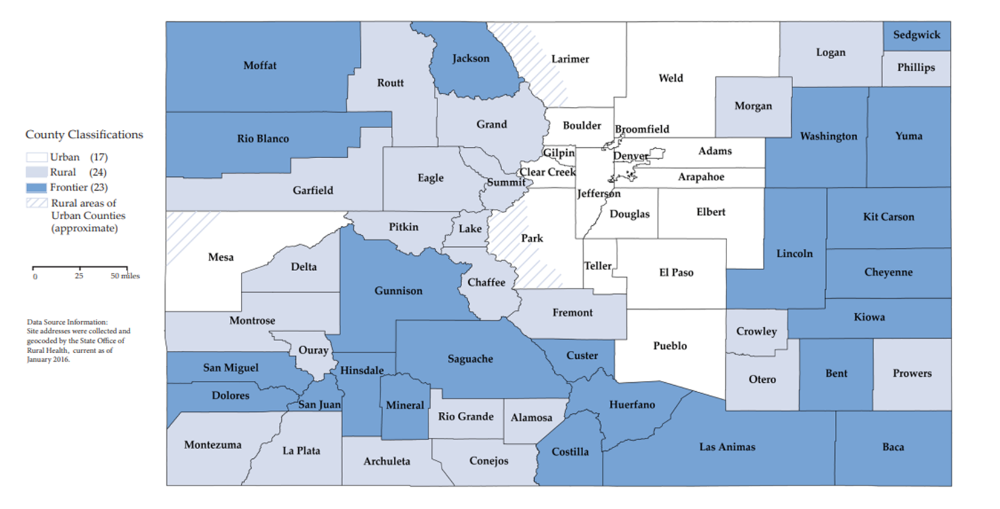 County Classifications
Urban (17)
Rural (24)
Frontier (23)
Rural areas of
Urban Counties
(approximate)
0 25 50 miles
Data Source Information:
Site addresses were collected and
geocoded by the State Office of
Rural Health, current as of
January 2016.
Moffat
Routt
Jackson
Larimer
Weld
Logan
Sedgwick
Phillips
Morgan
Washington
Yuma
Rio Blanco
Grand
Boulder
Broomfield
Gilpin
Denver
Adams
Clear Creek
Arapahoe
Garfield
Eagle
Summit
Jefferson
Douglas
Elbert
Kit Carson
Pitkin
Lake
Park
Mesa
Delta
Lincoln
Teller
El Paso
Cheyenne
Gunnison
Chaffee
Fremont
Kiowa
Montrose
Crowley
Ouray
Pueblo
Saguache
Custer
San Miguel
Hinsdale
Otero
Bent
Prowers
Dolores
San Juan
Mineral
Huerfano
Rio Grande
Alamosa
Montezuma
La Plata
Archuleta
Conejos
Costilla
Las Animas
Baca